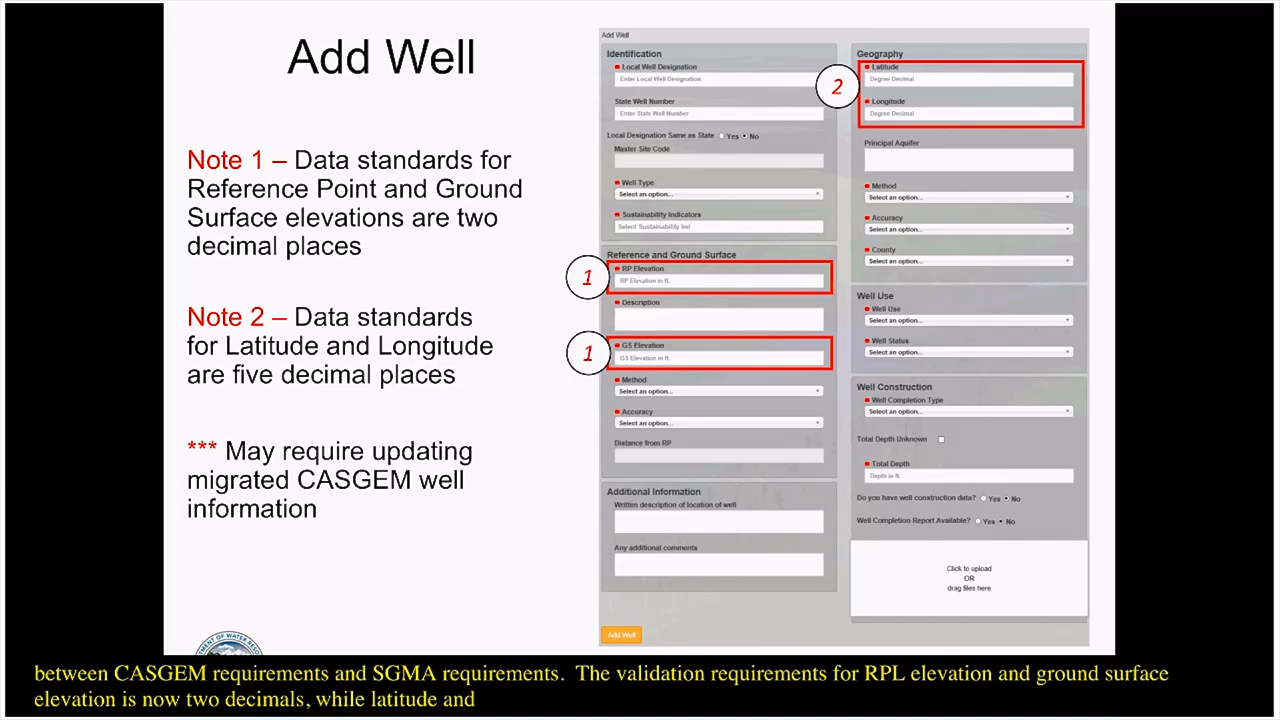 Add Well
Note 1 – Data standards for
Reference Point and Ground
Surface elevations are two
decimal places
Note 2 – Data standards
for Latitude and Longitude
are five decimal places
*** May require updating
migrated CASGEM well
information
Add Well
Identification
Local Well Designation
Enter Local Well Designation
State Well Number
Enter State Well Number
Local Designation Same as State Yes No
Master Site Code
Well Type
Select an option...
Sustainability Indicators
Select Sustainability Ind
Reference and Ground Surface
1
RP Elevation
RP Elevation in ft.
Description
1
GS Elevation
GS Elevation in ft.
Method
Select an option...
Accuracy
Select an option...
Distance from RP
Additional Information
Written description of location of well
Any additional comments
Add Well
Geography
2
Latitude
Degree Decimal
Longitude
Degree Decimal
Principal Aquifer
Method
Select an option...
Accuracy
Select an option...
County
Select an option...
Well Use
Well Use
Select an option...
Well Status
Select an option...
Well Construction
Well Completion Type
Select an option...
Total Depth Unknown
Total Depth
Depth in ft.
Do you have well construction data? Yes No
Well Completion Report Available? Yes No
Click to upload
OR
drag files here
between CASGEM requirements and SGMA requirements.  The validation requirements for RPL elevation and ground surface
elevation is now two decimals, while latitude and